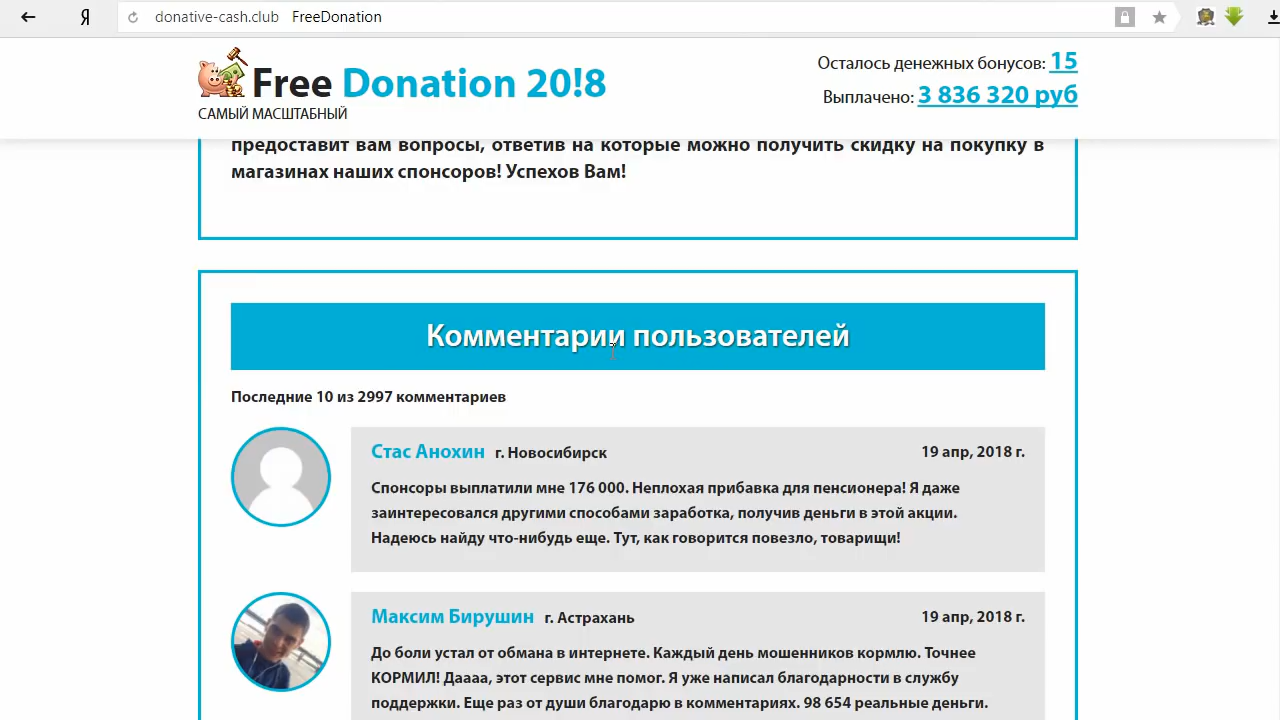 Я donative-cash.club FreeDonation
Free Donation 20!8
САМЫЙ МАСШТАБНЫЙ
Осталось денежных бонусов: 15
Выплачено: 3 836 320 руб
предоставит вам вопросы, ответив на которые можно получить скидку на покупку в
магазинах наших спонсоров! Успехов Вам!
Комментарии пользователей
Последние 10 из 2997 комментариев
Стас Анохин г. Новосибирск 19 апр, 2018 г.
Спонсоры выплатили мне 176 000. Неплохая прибавка для пенсионера! Я даже
заинтересовался другими способами заработка, получив деньги в этой акции.
Надеюсь найду что-нибудь еще. Тут, как говорится повезло, товарищи!
Максим Бирушин г. Астрахань 19 апр, 2018 г.
До боли устал от обмана в интернете. Каждый день мошенников кормлю. Точнее
КОРМИЛ! Даааа, этот сервис мне помог. Я уже написал благодарности в службу
поддержки. Еще раз от души благодарю в комментариях. 98 654 реальные деньги.